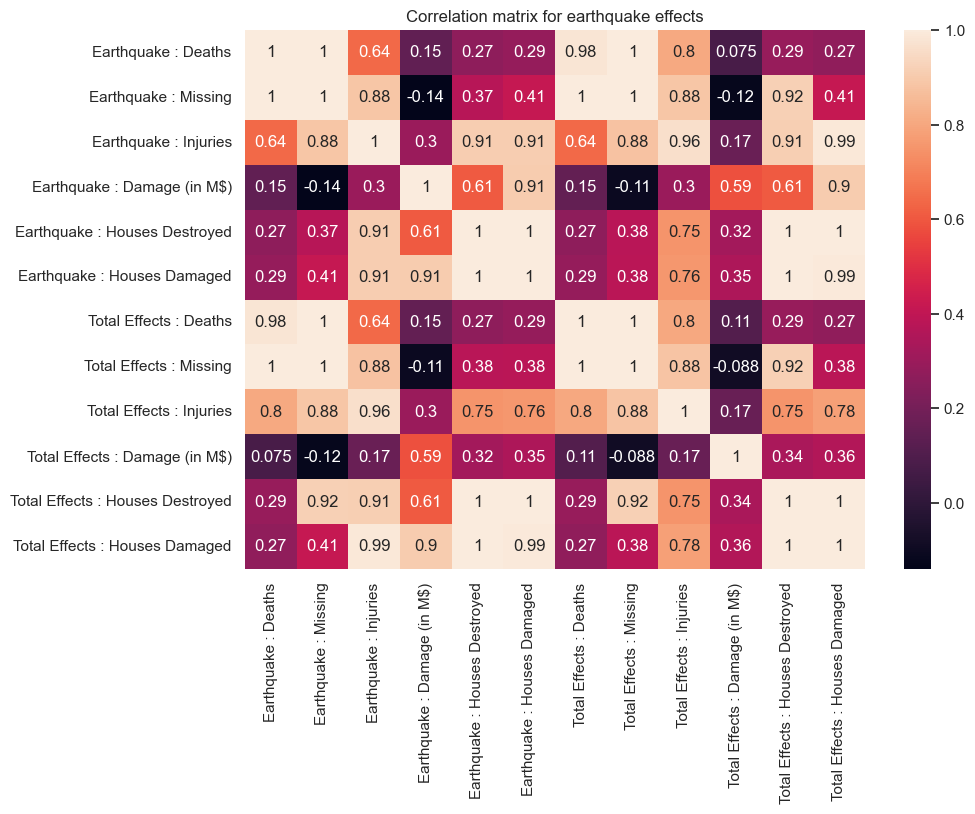 Correlation matrix for earthquake effects
Earthquake : Deaths 1 1 0.64 0.15 0.27 0.29 0.98 1 0.8 0.075 0.29 0.27
Earthquake : Missing 1 1 0.88 -0.14 0.37 0.41 1 1 0.88 -0.12 0.92 0.41
Earthquake : Injuries 0.64 0.88 1 0.3 0.91 0.91 0.64 0.88 0.96 0.17 0.91 0.99
Earthquake : Damage (in M$) 0.15 -0.14 0.3 1 0.61 0.91 0.15 -0.11 0.3 0.59 0.61 0.9
Earthquake : Houses Destroyed 0.27 0.37 0.91 0.61 1 1 0.27 0.38 0.75 0.32 1 1
Earthquake : Houses Damaged 0.29 0.41 0.91 0.91 1 1 0.29 0.38 0.76 0.35 1 0.99
Total Effects : Deaths 0.98 1 0.64 0.15 0.27 0.29 1 1 0.8 0.11 0.29 0.27
Total Effects : Missing 1 1 0.88 -0.11 0.38 0.38 1 1 0.88 -0.088 0.92 0.38
Total Effects : Injuries 0.8 0.88 0.96 0.3 0.75 0.76 0.8 0.88 1 0.17 0.75 0.78
Total Effects : Damage (in M$) 0.075 -0.12 0.17 0.59 0.32 0.35 0.11 -0.088 0.17 1 0.34 0.36
Total Effects : Houses Destroyed 0.29 0.92 0.91 0.61 1 1 0.29 0.92 0.75 0.34 1 1
Total Effects : Houses Damaged 0.27 0.41 0.99 0.9 1 0.99 0.27 0.38 0.78 0.36 1 1
Earthquake : Deaths
Earthquake : Missing
Earthquake : Injuries
Earthquake : Damage (in M$)
Earthquake : Houses Destroyed
Earthquake : Houses Damaged
Total Effects : Deaths
Total Effects : Missing
Total Effects : Injuries
Total Effects : Damage (in M$)
Total Effects : Houses Destroyed
Total Effects : Houses Damaged
1.0
0.8
0.6
0.4
0.2
0.0